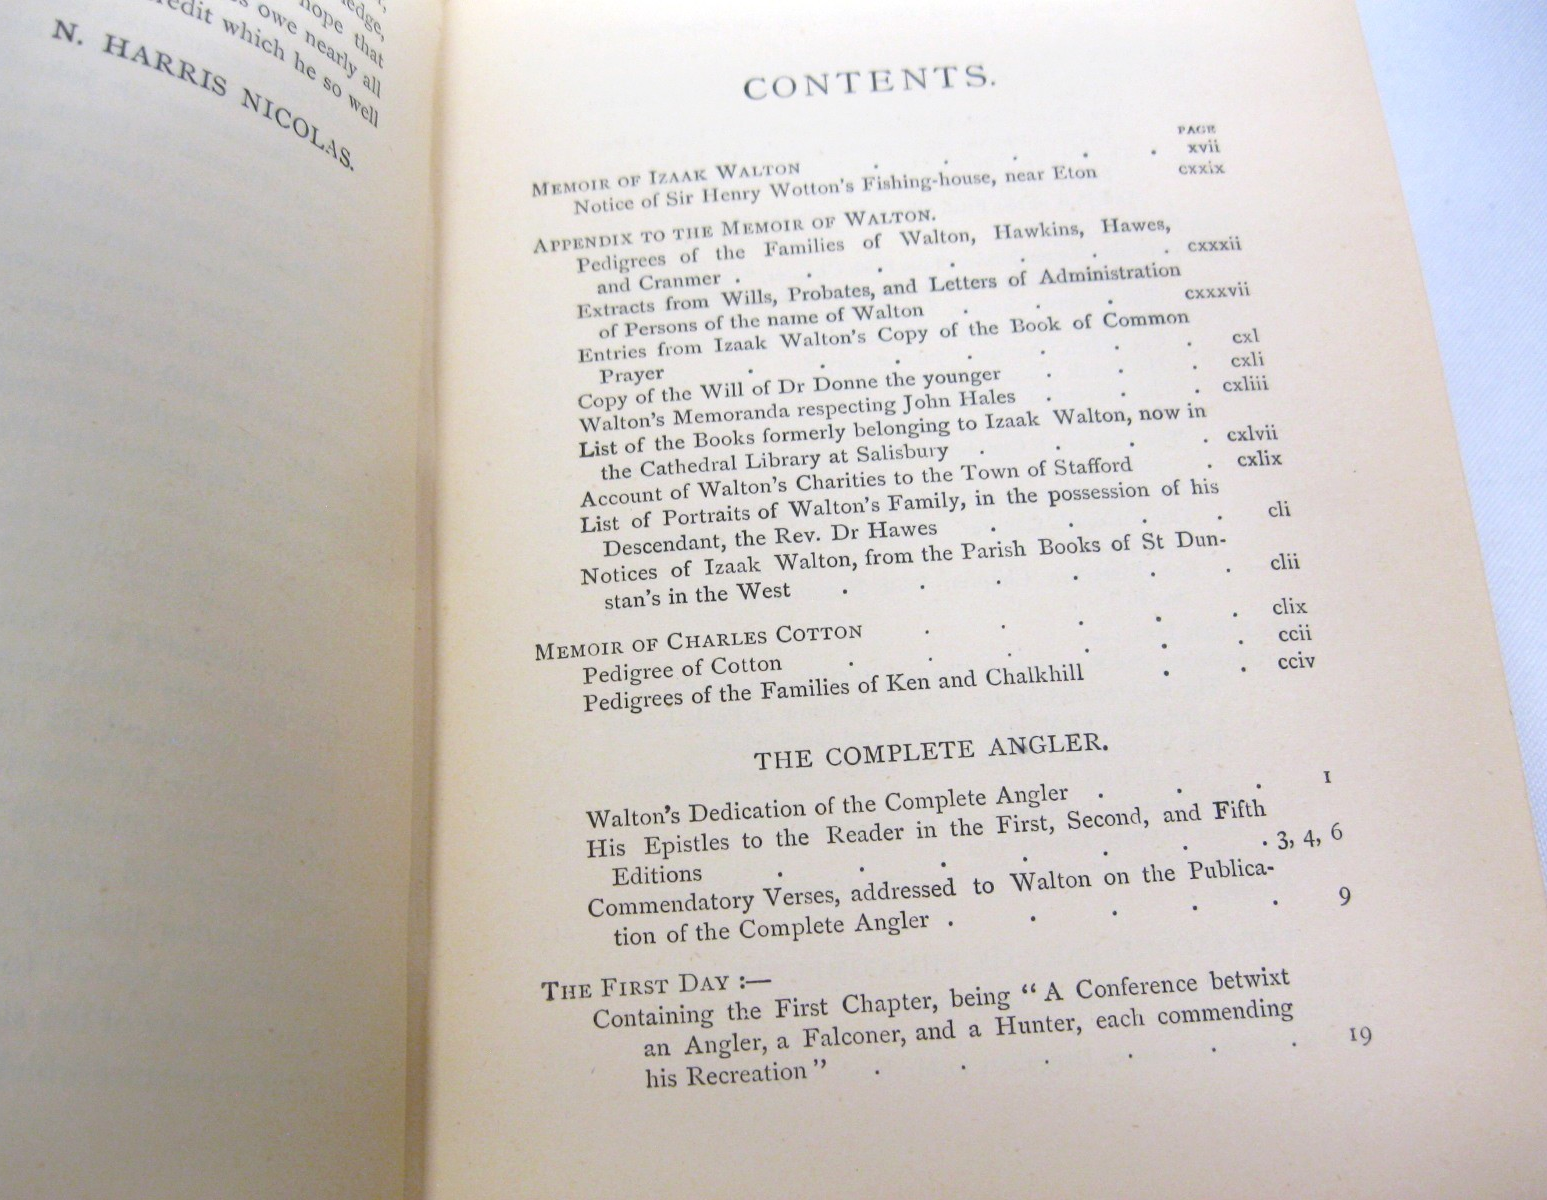 hope that
s owe nearly all
redit which he so well
N. HARRIS NICOLAS.
CONTENTS.
PAGE
MEMOIR OF IZAAK WALTON . . . . . xvii
Notice of Sir Henry Wotton's Fishing-house, near Eton cxxix
APPENDIX TO THE MEMOIR OF WALTON.
Pedigrees of the Families of Walton, Hawkins, Hawes,
and Cranmer . . . . . . . cxxxii
Extracts from Wills, Probates, and Letters of Administration
of Persons of the name of Walton . . . cxxxvii
Entries from Izaak Walton's Copy of the Book of Common
Prayer . . . . . . . cxl
Copy of the Will of Dr Donne the younger . . . cxli
Walton's Memoranda respecting John Hales . . . cxliii
List of the Books formerly belonging to Izaak Walton, now in
the Cathedral Library at Salisbury . . . . cxlvii
Account of Walton's Charities to the Town of Stafford . cxlix
List of Portraits of Walton's Family, in the possession of his
Descendant, the Rev. Dr Hawes . . . . cli
Notices of Izaak Walton, from the Parish Books of St Dun-
stan's in the West . . . . . . clii
MEMOIR OF CHARLES COTTON . . . . . clix
Pedigree of Cotton . . . . . . ccii
Pedigrees of the Families of Ken and Chalkhill . . cciv
THE COMPLETE ANGLER.
Walton's Dedication of the Complete Angler . . . 1
His Epistles to the Reader in the First, Second, and Fifth
Editions . . . . . . . 3, 4, 6
Commendatory Verses, addressed to Walton on the Publica-
tion of the Complete Angler . . . . . 9
THE FIRST DAY :—
Containing the First Chapter, being "A Conference betwixt
an Angler, a Falconer, and a Hunter, each commending
his Recreation" . . . . . . 19